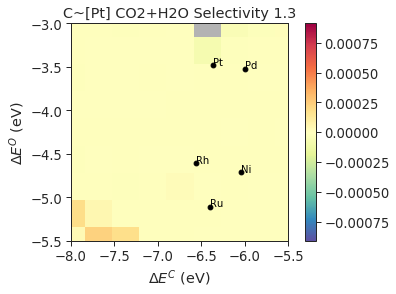 C~[Pt] CO2+H2O Selectivity 1.3
−3.0
−3.5
−4.0
−4.5
−5.0
−5.5
ΔE^O (eV)
Pt
Pd
Rh
Ni
Ru
−8.0 −7.5 −7.0 −6.5 −6.0 −5.5
ΔE^C (eV)
0.00075
0.00050
0.00025
0.00000
−0.00025
−0.00050
−0.00075